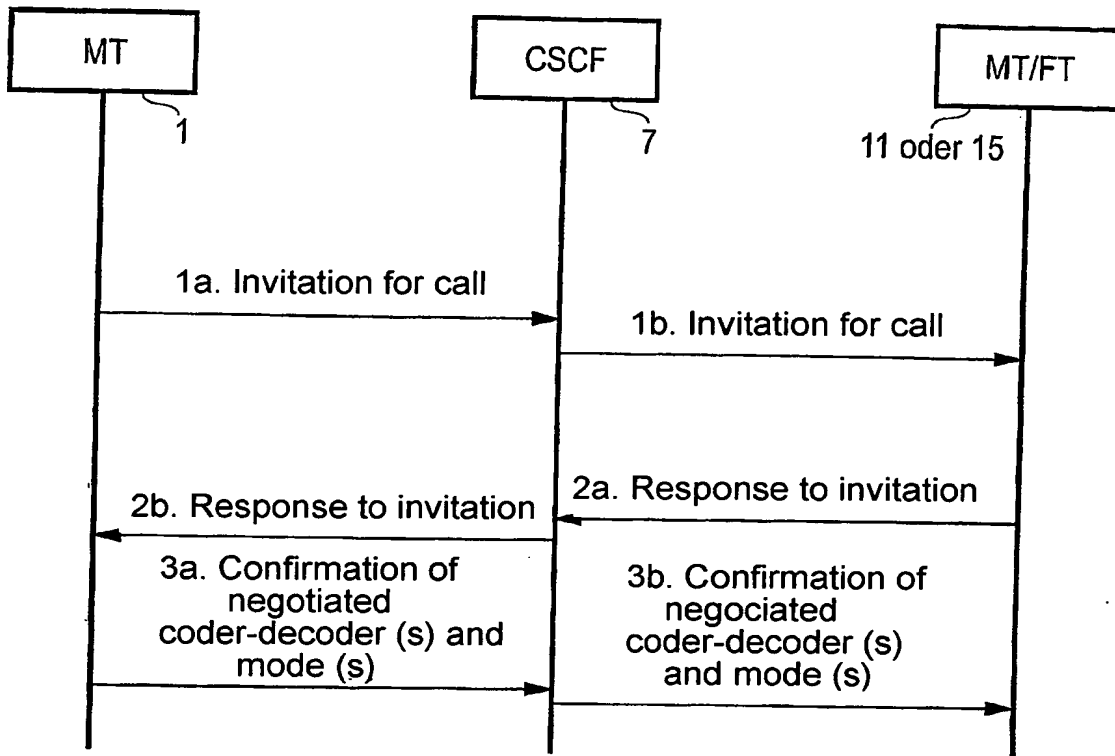 MT
CSCF
MT/FT
1
7
11 oder 15
1a. Invitation for call
1b. Invitation for call
2a. Response to invitation
2b. Response to invitation
3a. Confirmation of
negotiated
coder-decoder (s) and
mode (s)
3b. Confirmation of
negociated
coder-decoder (s)
and mode (s)